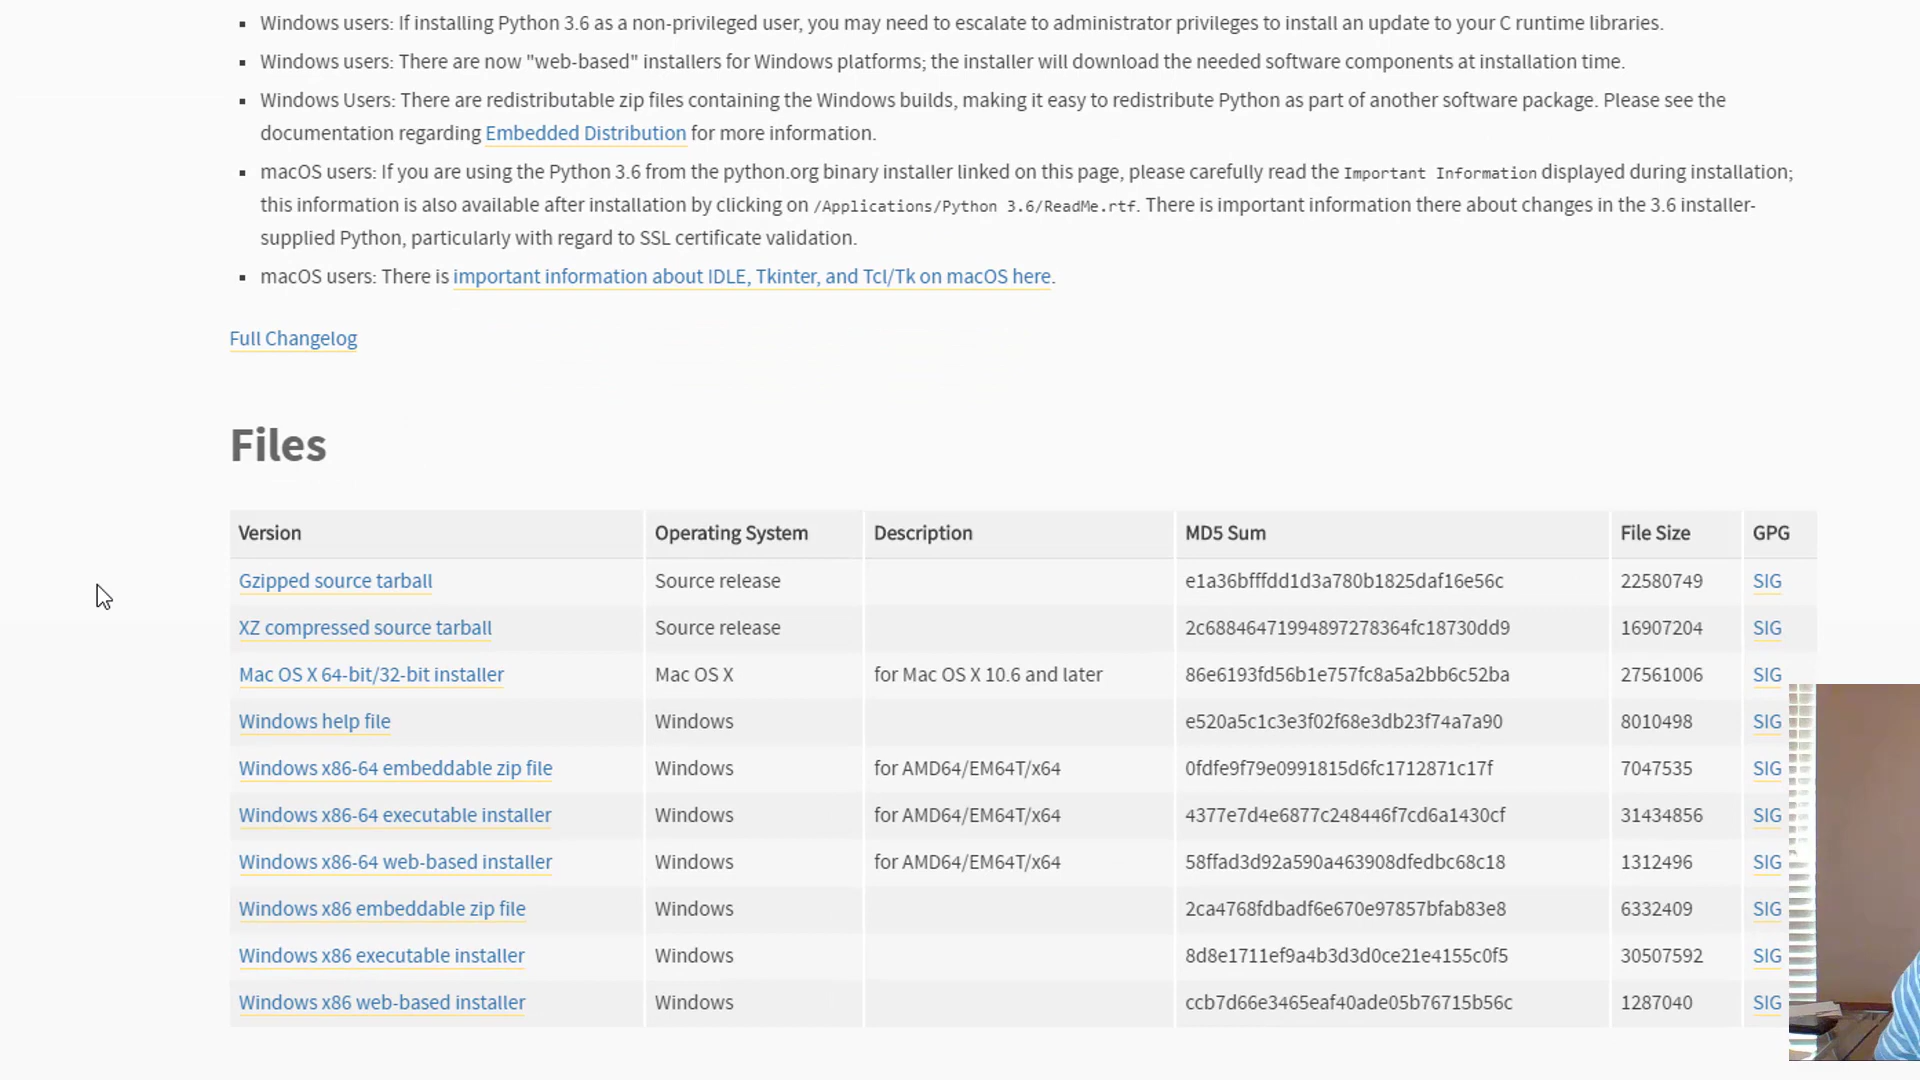 Windows users: If installing Python 3.6 as a non-privileged user, you may need to escalate to administrator privileges to install an update to your C runtime libraries.
Windows users: There are now "web-based" installers for Windows platforms; the installer will download the needed software components at installation time.
Windows Users: There are redistributable zip files containing the Windows builds, making it easy to redistribute Python as part of another software package. Please see the
documentation regarding Embedded Distribution for more information.
macOS users: If you are using the Python 3.6 from the python.org binary installer linked on this page, please carefully read the Important Information displayed during installation;
this information is also available after installation by clicking on /Applications/Python 3.6/ReadMe.rtf. There is important information there about changes in the 3.6 installer-
supplied Python, particularly with regard to SSL certificate validation.
macOS users: There is important information about IDLE, Tkinter, and Tcl/Tk on macOS here.
Full Changelog
Files
Version Operating System Description MD5 Sum File Size GPG
Gzipped source tarball Source release e1a36bfffdd1d3a780b1825daf16e56c 22580749 SIG
XZ compressed source tarball Source release 2c68846471994897278364fc18730dd9 16907204 SIG
Mac OS X 64-bit/32-bit installer Mac OS X for Mac OS X 10.6 and later 86e6193fd56b1e757fc8a5a2bb6c52ba 27561006 SIG
Windows help file Windows e520a5c1c3e3f02f68e3db23f74a7a90 8010498 SIG
Windows x86-64 embeddable zip file Windows for AMD64/EM64T/x64 0fdfe9f79e0991815d6fc1712871c17f 7047535 SIG
Windows x86-64 executable installer Windows for AMD64/EM64T/x64 4377e7d4e6877c248446f7cd6a1430cf 31434856 SIG
Windows x86-64 web-based installer Windows for AMD64/EM64T/x64 58ffad3d92a590a463908dfedbc68c18 1312496 SIG
Windows x86 embeddable zip file Windows 2ca4768fdbadf6e670e97857bfab83e8 6332409 SIG
Windows x86 executable installer Windows 8d8e1711ef9a4b3d3d0ce21e4155c0f5 30507592 SIG
Windows x86 web-based installer Windows ccb7d66e3465eaf40ade05b76715b56c 1287040 SIG